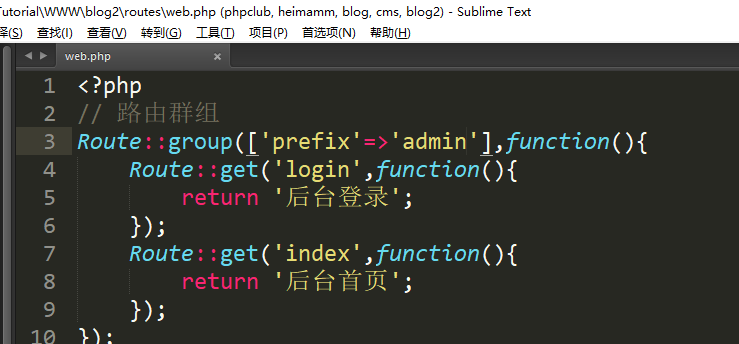 Tutorial\WWW\blog2\routes\web.php (phpclub, heimamm, blog, cms, blog2) - Sublime Text
择(S) 查找(I) 查看(V) 转到(G) 工具(T) 项目(P) 首选项(N) 帮助(H)
web.php ×
1 <?php
2 // 路由群组
3 Route::group(['prefix'=>'admin'],function(){
4 Route::get('login',function(){
5 return '后台登录';
6 });
7 Route::get('index',function(){
8 return '后台首页';
9 });
10 });